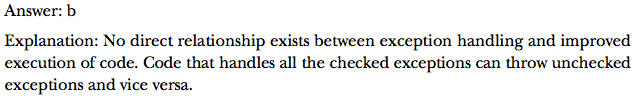 Answer: b
Explanation: No direct relationship exists between exception handling and improved
execution of code. Code that handles all the checked exceptions can throw unchecked
exceptions and vice versa.